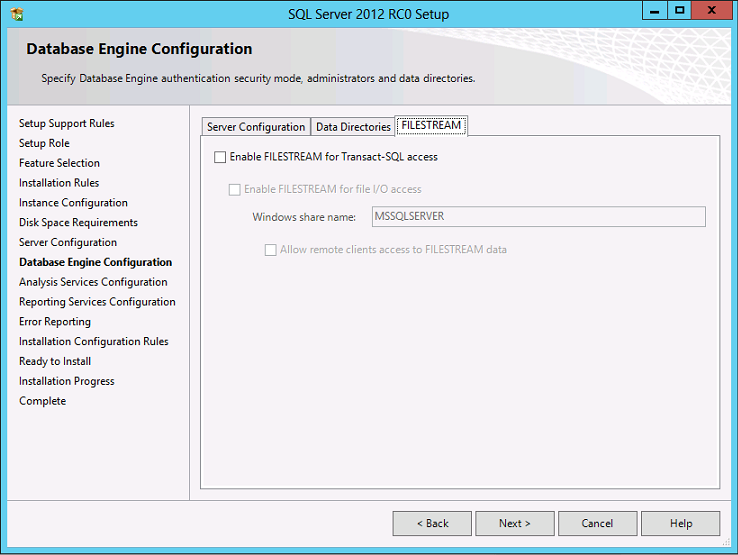 SQL Server 2012 RC0 Setup
Database Engine Configuration
Specify Database Engine authentication security mode, administrators and data directories.
Setup Support Rules
Setup Role
Feature Selection
Installation Rules
Instance Configuration
Disk Space Requirements
Server Configuration
Database Engine Configuration
Analysis Services Configuration
Reporting Services Configuration
Error Reporting
Installation Configuration Rules
Ready to Install
Installation Progress
Complete
Server Configuration Data Directories FILESTREAM
Enable FILESTREAM for Transact-SQL access
Enable FILESTREAM for file I/O access
Windows share name: MSSQLSERVER
Allow remote clients access to FILESTREAM data
< Back Next > Cancel Help